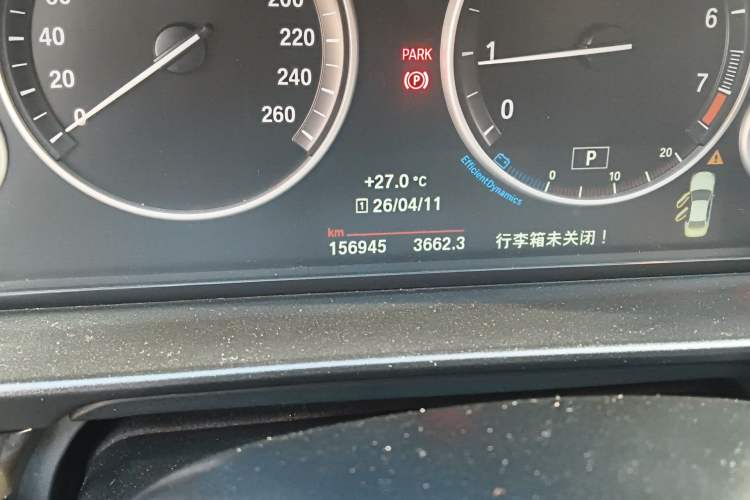 200
40
220
20
240
0
260
PARK
P
6
1
7
0
EfficientDynamics
P
0
10
20
+27.0 °C
1 26/04/11
km
156945 3662.3
行李箱未关闭！